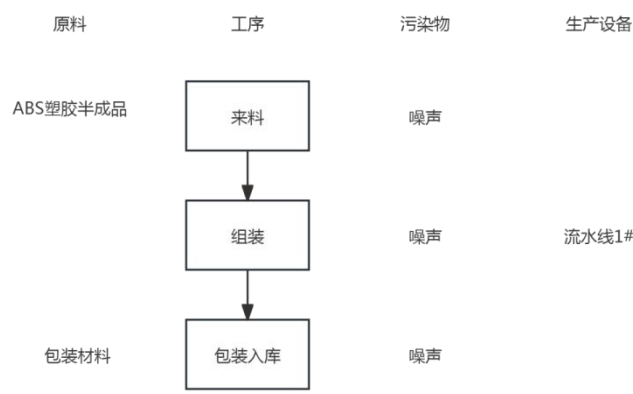 原料 工序 污染物 生产设备
ABS塑胶半成品 来料 噪声
组装 噪声 流水线1#
包装材料 包装入库 噪声